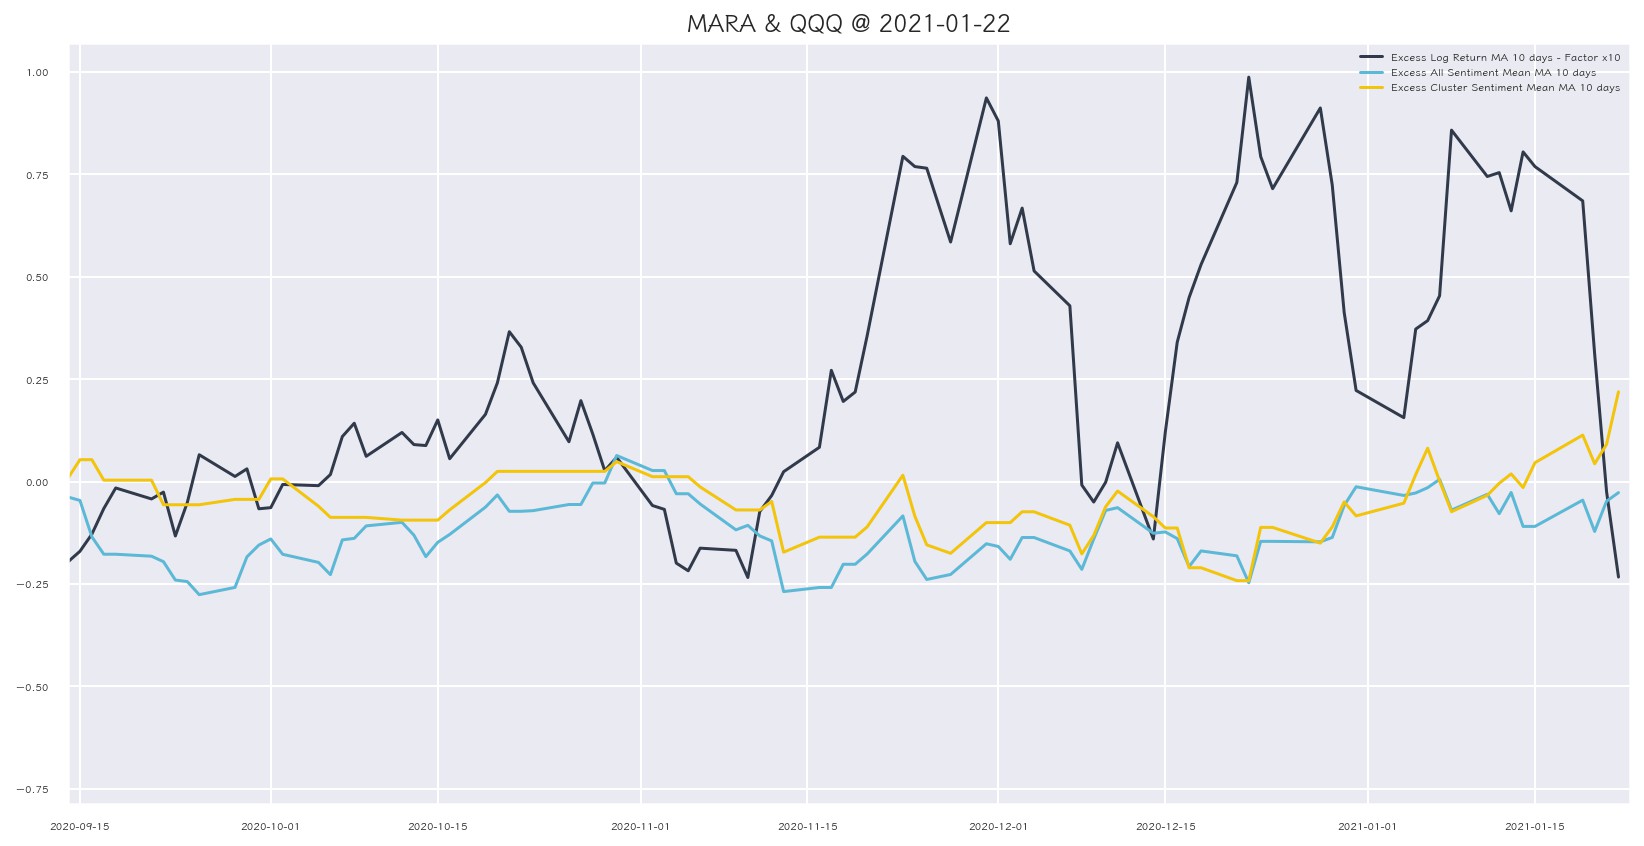 MARA & QQQ @ 2021-01-22
Excess Log Return MA 10 days - Factor x10
Excess All Sentiment Mean MA 10 days
Excess Cluster Sentiment Mean MA 10 days
1.00
0.75
0.50
0.25
0.00
−0.25
−0.50
−0.75
2020-09-15 2020-10-01 2020-10-15 2020-11-01 2020-11-15 2020-12-01 2020-12-15 2021-01-01 2021-01-15